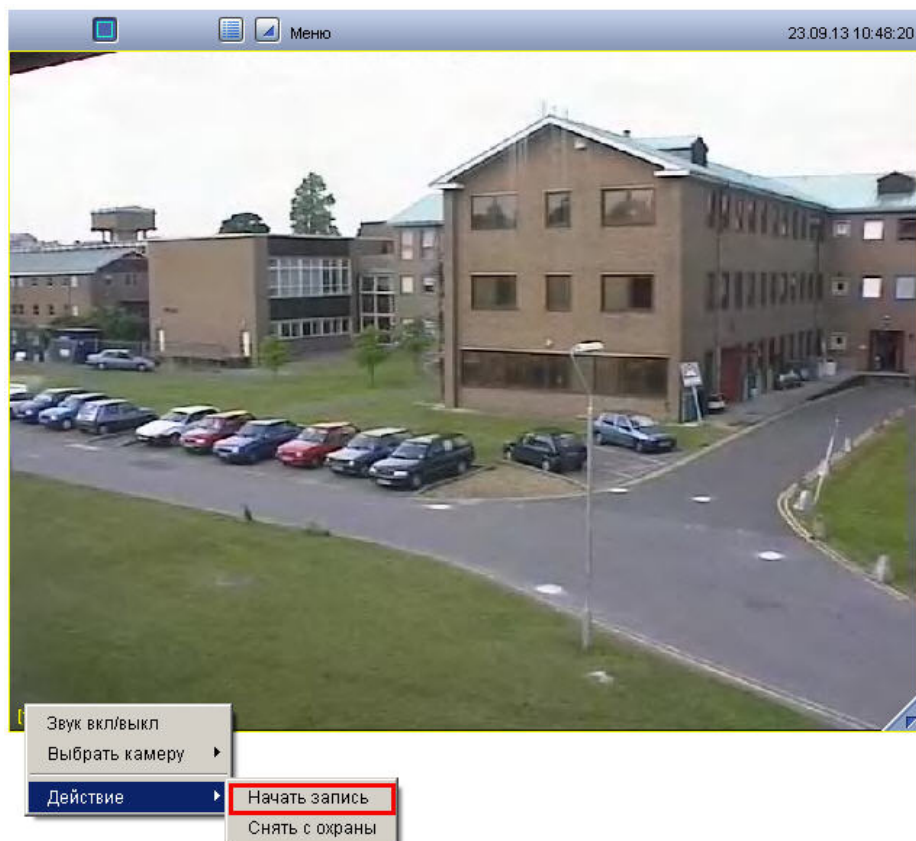 Меню
23.09.13 10:48:20
Звук вкл/выкл
Выбрать камеру
Действие
Начать запись
Снять с охраны